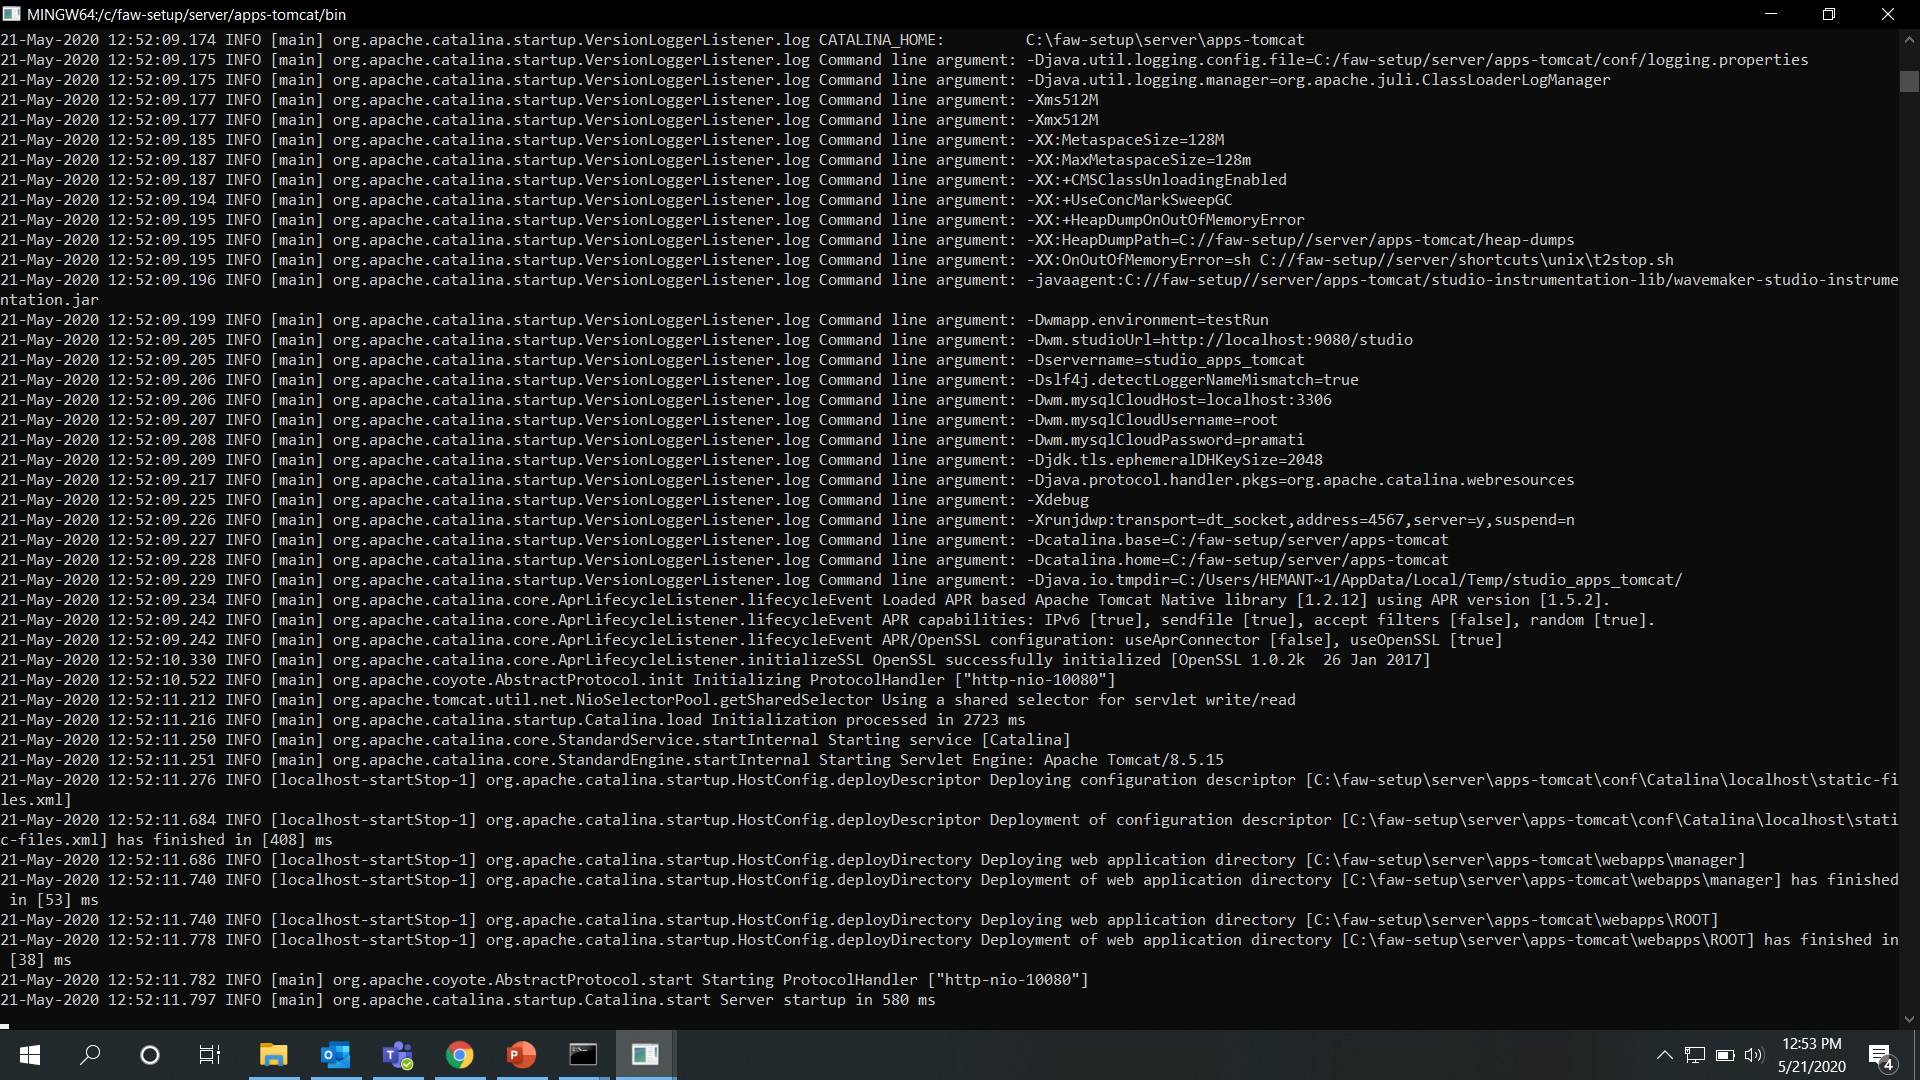 MINGW64:/c/faw-setup/server/apps-tomcat/bin
21-May-2020 12:52:09.174 INFO [main] org.apache.catalina.startup.VersionLoggerListener.log CATALINA_HOME:         C:\faw-setup\server\apps-tomcat
21-May-2020 12:52:09.175 INFO [main] org.apache.catalina.startup.VersionLoggerListener.log Command line argument: -Djava.util.logging.config.file=C:/faw-setup/server/apps-tomcat/conf/logging.properties
21-May-2020 12:52:09.175 INFO [main] org.apache.catalina.startup.VersionLoggerListener.log Command line argument: -Djava.util.logging.manager=org.apache.juli.ClassLoaderLogManager
21-May-2020 12:52:09.177 INFO [main] org.apache.catalina.startup.VersionLoggerListener.log Command line argument: -Xms512M
21-May-2020 12:52:09.177 INFO [main] org.apache.catalina.startup.VersionLoggerListener.log Command line argument: -Xmx512M
21-May-2020 12:52:09.185 INFO [main] org.apache.catalina.startup.VersionLoggerListener.log Command line argument: -XX:MetaspaceSize=128M
21-May-2020 12:52:09.187 INFO [main] org.apache.catalina.startup.VersionLoggerListener.log Command line argument: -XX:MaxMetaspaceSize=128m
21-May-2020 12:52:09.187 INFO [main] org.apache.catalina.startup.VersionLoggerListener.log Command line argument: -XX:+CMSClassUnloadingEnabled
21-May-2020 12:52:09.194 INFO [main] org.apache.catalina.startup.VersionLoggerListener.log Command line argument: -XX:+UseConcMarkSweepGC
21-May-2020 12:52:09.195 INFO [main] org.apache.catalina.startup.VersionLoggerListener.log Command line argument: -XX:+HeapDumpOnOutOfMemoryError
21-May-2020 12:52:09.195 INFO [main] org.apache.catalina.startup.VersionLoggerListener.log Command line argument: -XX:HeapDumpPath=C://faw-setup//server/apps-tomcat/heap-dumps
21-May-2020 12:52:09.195 INFO [main] org.apache.catalina.startup.VersionLoggerListener.log Command line argument: -XX:OnOutOfMemoryError=sh C://faw-setup//server/shortcuts\unix\t2stop.sh
21-May-2020 12:52:09.196 INFO [main] org.apache.catalina.startup.VersionLoggerListener.log Command line argument: -javaagent:C://faw-setup//server/apps-tomcat/studio-instrumentation-lib/wavemaker-studio-instrume
ntation.jar
21-May-2020 12:52:09.199 INFO [main] org.apache.catalina.startup.VersionLoggerListener.log Command line argument: -Dwmapp.environment=testRun
21-May-2020 12:52:09.205 INFO [main] org.apache.catalina.startup.VersionLoggerListener.log Command line argument: -Dwm.studioUrl=http://localhost:9080/studio
21-May-2020 12:52:09.205 INFO [main] org.apache.catalina.startup.VersionLoggerListener.log Command line argument: -Dservername=studio_apps_tomcat
21-May-2020 12:52:09.206 INFO [main] org.apache.catalina.startup.VersionLoggerListener.log Command line argument: -Dslf4j.detectLoggerNameMismatch=true
21-May-2020 12:52:09.206 INFO [main] org.apache.catalina.startup.VersionLoggerListener.log Command line argument: -Dwm.mysqlCloudHost=localhost:3306
21-May-2020 12:52:09.207 INFO [main] org.apache.catalina.startup.VersionLoggerListener.log Command line argument: -Dwm.mysqlCloudUsername=root
21-May-2020 12:52:09.208 INFO [main] org.apache.catalina.startup.VersionLoggerListener.log Command line argument: -Dwm.mysqlCloudPassword=pramati
21-May-2020 12:52:09.209 INFO [main] org.apache.catalina.startup.VersionLoggerListener.log Command line argument: -Djdk.tls.ephemeralDHKeySize=2048
21-May-2020 12:52:09.217 INFO [main] org.apache.catalina.startup.VersionLoggerListener.log Command line argument: -Djava.protocol.handler.pkgs=org.apache.catalina.webresources
21-May-2020 12:52:09.225 INFO [main] org.apache.catalina.startup.VersionLoggerListener.log Command line argument: -Xdebug
21-May-2020 12:52:09.226 INFO [main] org.apache.catalina.startup.VersionLoggerListener.log Command line argument: -Xrunjdwp:transport=dt_socket,address=4567,server=y,suspend=n
21-May-2020 12:52:09.227 INFO [main] org.apache.catalina.startup.VersionLoggerListener.log Command line argument: -Dcatalina.base=C:/faw-setup/server/apps-tomcat
21-May-2020 12:52:09.228 INFO [main] org.apache.catalina.startup.VersionLoggerListener.log Command line argument: -Dcatalina.home=C:/faw-setup/server/apps-tomcat
21-May-2020 12:52:09.229 INFO [main] org.apache.catalina.startup.VersionLoggerListener.log Command line argument: -Djava.io.tmpdir=C:/Users/HEMANT~1/AppData/Local/Temp/studio_apps_tomcat/
21-May-2020 12:52:09.234 INFO [main] org.apache.catalina.core.AprLifecycleListener.lifecycleEvent Loaded APR based Apache Tomcat Native library [1.2.12] using APR version [1.5.2].
21-May-2020 12:52:09.242 INFO [main] org.apache.catalina.core.AprLifecycleListener.lifecycleEvent APR capabilities: IPv6 [true], sendfile [true], accept filters [false], random [true].
21-May-2020 12:52:09.242 INFO [main] org.apache.catalina.core.AprLifecycleListener.lifecycleEvent APR/OpenSSL configuration: useAprConnector [false], useOpenSSL [true]
21-May-2020 12:52:10.330 INFO [main] org.apache.catalina.core.AprLifecycleListener.initializeSSL OpenSSL successfully initialized [OpenSSL 1.0.2k  26 Jan 2017]
21-May-2020 12:52:10.522 INFO [main] org.apache.coyote.AbstractProtocol.init Initializing ProtocolHandler ["http-nio-10080"]
21-May-2020 12:52:11.212 INFO [main] org.apache.tomcat.util.net.NioSelectorPool.getSharedSelector Using a shared selector for servlet write/read
21-May-2020 12:52:11.216 INFO [main] org.apache.catalina.startup.Catalina.load Initialization processed in 2723 ms
21-May-2020 12:52:11.250 INFO [main] org.apache.catalina.core.StandardService.startInternal Starting service [Catalina]
21-May-2020 12:52:11.251 INFO [main] org.apache.catalina.core.StandardEngine.startInternal Starting Servlet Engine: Apache Tomcat/8.5.15
21-May-2020 12:52:11.276 INFO [localhost-startStop-1] org.apache.catalina.startup.HostConfig.deployDescriptor Deploying configuration descriptor [C:\faw-setup\server\apps-tomcat\conf\Catalina\localhost\static-fi
les.xml]
21-May-2020 12:52:11.684 INFO [localhost-startStop-1] org.apache.catalina.startup.HostConfig.deployDescriptor Deployment of configuration descriptor [C:\faw-setup\server\apps-tomcat\conf\Catalina\localhost\stati
c-files.xml] has finished in [408] ms
21-May-2020 12:52:11.686 INFO [localhost-startStop-1] org.apache.catalina.startup.HostConfig.deployDirectory Deploying web application directory [C:\faw-setup\server\apps-tomcat\webapps\manager]
21-May-2020 12:52:11.740 INFO [localhost-startStop-1] org.apache.catalina.startup.HostConfig.deployDirectory Deployment of web application directory [C:\faw-setup\server\apps-tomcat\webapps\manager] has finished
 in [53] ms
21-May-2020 12:52:11.740 INFO [localhost-startStop-1] org.apache.catalina.startup.HostConfig.deployDirectory Deploying web application directory [C:\faw-setup\server\apps-tomcat\webapps\ROOT]
21-May-2020 12:52:11.778 INFO [localhost-startStop-1] org.apache.catalina.startup.HostConfig.deployDirectory Deployment of web application directory [C:\faw-setup\server\apps-tomcat\webapps\ROOT] has finished in
 [38] ms
21-May-2020 12:52:11.782 INFO [main] org.apache.coyote.AbstractProtocol.start Starting ProtocolHandler ["http-nio-10080"]
21-May-2020 12:52:11.797 INFO [main] org.apache.catalina.startup.Catalina.start Server startup in 580 ms
12:53 PM
5/21/2020
4